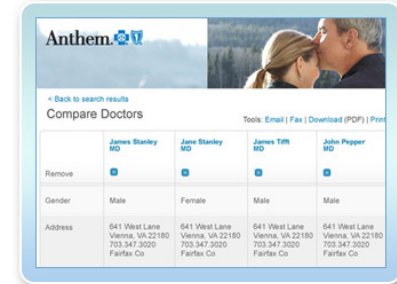 Anthem.
< Back to search results
Compare Doctors
Tools: Email | Fax | Download (PDF) | Print
James Stanley MD
Jane Stanley MD
James Tifft MD
John Pepper MD
Remove
Gender
Male
Female
Male
Male
Address
641 West Lane
Vienna, VA 22180
703.347.3020
Fairfax Co
641 West Lane
Vienna, VA 22180
703.347.3020
Fairfax Co
641 West Lane
Vienna, VA 22180
703.347.3020
Fairfax Co
641 West Lane
Vienna, VA 22180
703.347.3020
Fairfax Co